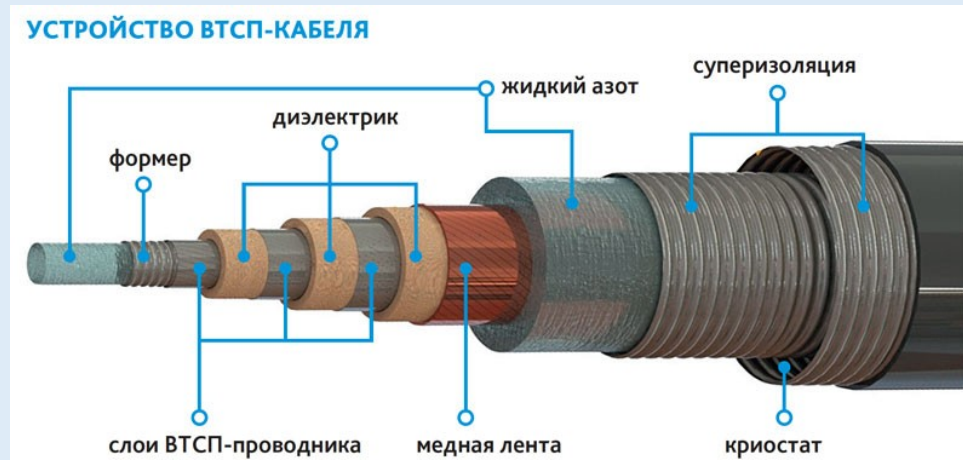 УСТРОЙСТВО ВТСП-КАБЕЛЯ
суперизоляция
жидкий азот
диэлектрик
формер
слои ВТСП-проводника
медная лента
криостат